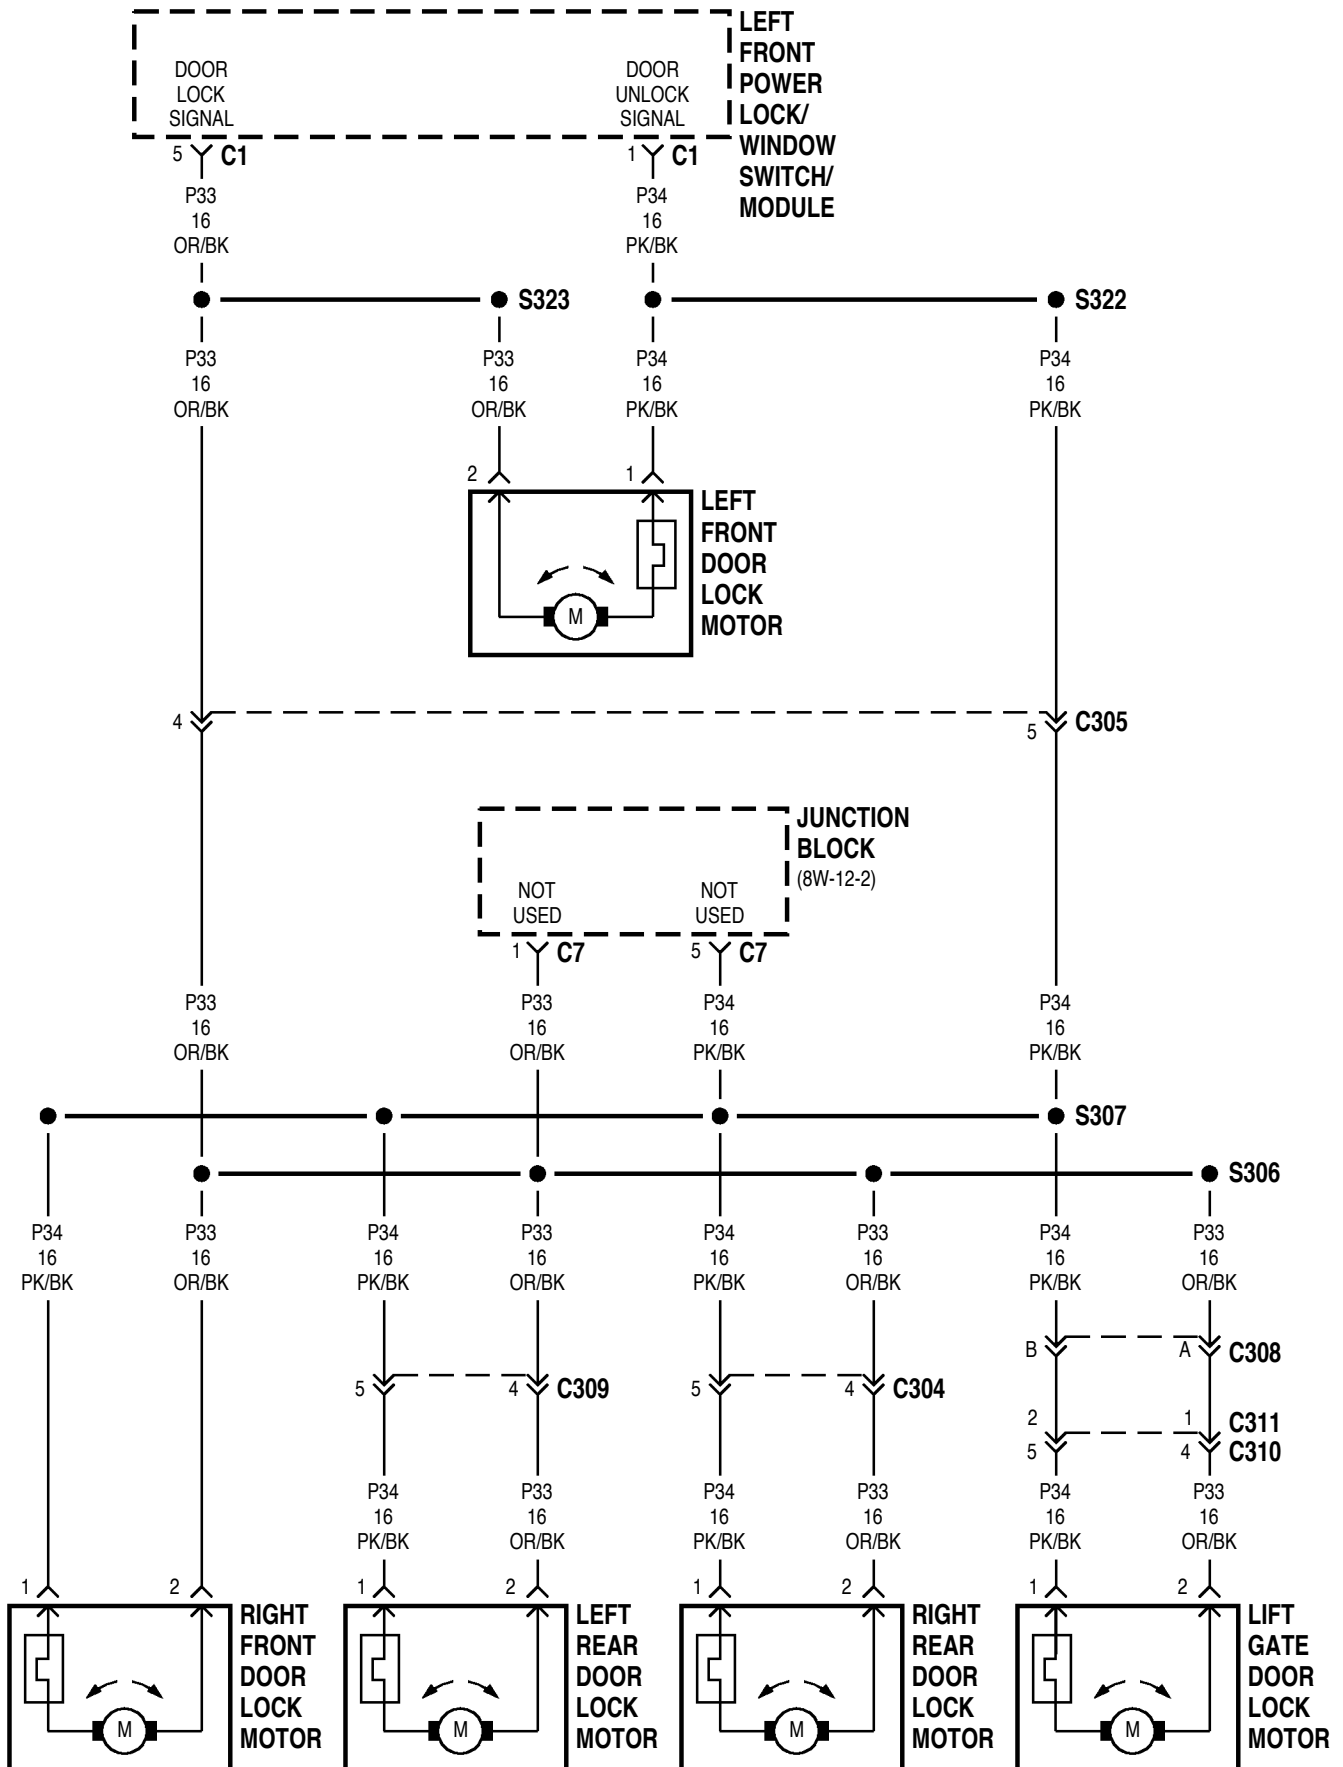 LEFT
FRONT
POWER
LOCK/
WINDOW
SWITCH/
MODULE
DOOR
LOCK
SIGNAL
DOOR
UNLOCK
SIGNAL
5 C1
1 C1
P33
16
OR/BK
P34
16
PK/BK
S323
S322
P33
16
OR/BK
P33
16
OR/BK
P34
16
PK/BK
P34
16
PK/BK
2
1
LEFT
FRONT
DOOR
LOCK
MOTOR
M
4
5
C305
JUNCTION
BLOCK
(8W-12-2)
NOT
USED
NOT
USED
1 C7
5 C7
P33
16
OR/BK
P33
16
OR/BK
P34
16
PK/BK
P34
16
PK/BK
S307
S306
P34
16
PK/BK
P33
16
OR/BK
P34
16
PK/BK
P33
16
OR/BK
P34
16
PK/BK
P33
16
OR/BK
P34
16
PK/BK
P33
16
OR/BK
B
A
C308
5
4
C309
5
4
C304
2
1
C311
5
4
C310
P34
16
PK/BK
P33
16
OR/BK
P34
16
PK/BK
P33
16
OR/BK
P34
16
PK/BK
P33
16
OR/BK
1
2
RIGHT
FRONT
DOOR
LOCK
MOTOR
M
1
2
LEFT
REAR
DOOR
LOCK
MOTOR
M
1
2
RIGHT
REAR
DOOR
LOCK
MOTOR
M
1
2
LIFT
GATE
DOOR
LOCK
MOTOR
M